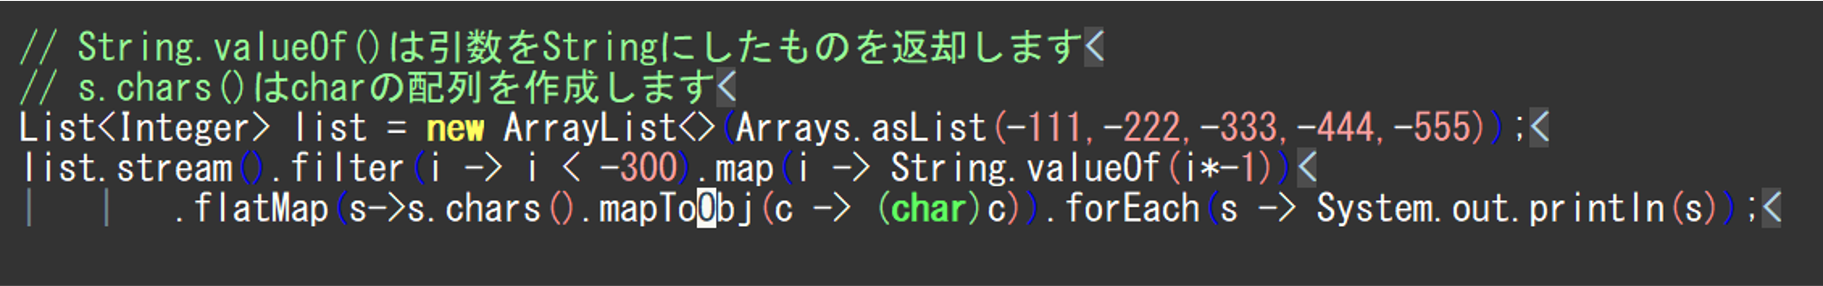 // String.valueOf()は引数をStringにしたものを返却します<
// s.chars()はcharの配列を作成します<
List<Integer> list = new ArrayList<>(Arrays.asList(-111,-222,-333,-444,-555));<
list.stream().filter(i -> i < -300).map(i -> String.valueOf(i*-1))<
|   |   .flatMap(s->s.chars().mapToObj(c -> (char)c)).forEach(s -> System.out.println(s));<